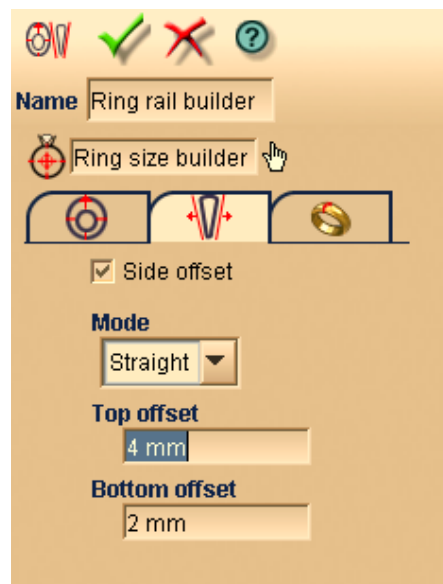 Name Ring rail builder
Ring size builder
Side offset
Mode
Straight
Top offset
4 mm
Bottom offset
2 mm